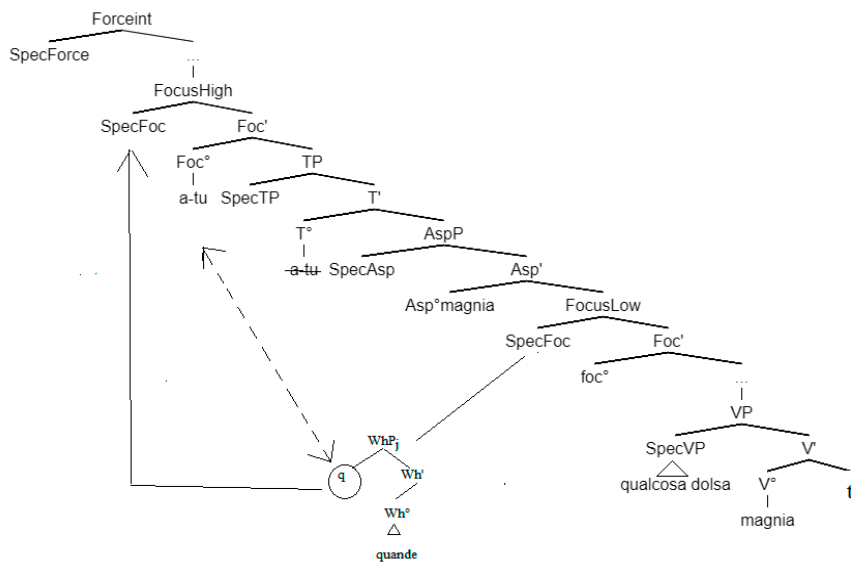 Forceint
SpecForce ...
FocusHigh
SpecFoc Foc'
Foc° TP
a-tu SpecTP T'
T° AspP
a-tu SpecAsp Asp'
Asp°magnia FocusLow
SpecFoc Foc'
foc° ...
VP
WhPj
SpecVP V'
q Wh'
qualcosa dolsa V° t
Wh°
magnia
quande